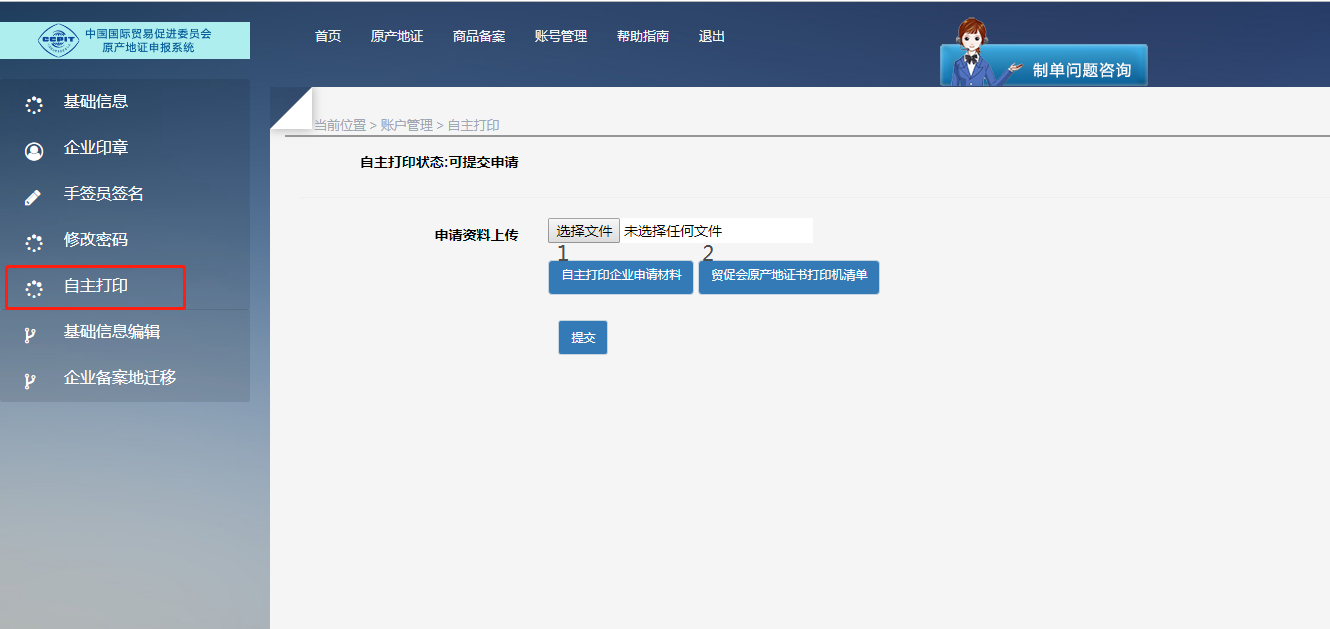 中国国际贸易促进委员会
CCPIT
原产地证申报系统
首页 原产地证 商品备案 账号管理 帮助指南 退出
制单问题咨询
基础信息
企业印章
手签员签名
修改密码
自主打印
基础信息编辑
企业备案地迁移
当前位置 > 账户管理 > 自主打印
自主打印状态:可提交申请
申请资料上传 选择文件 未选择任何文件
1 2
自主打印企业申请材料 贸促会原产地证书打印机清单
提交